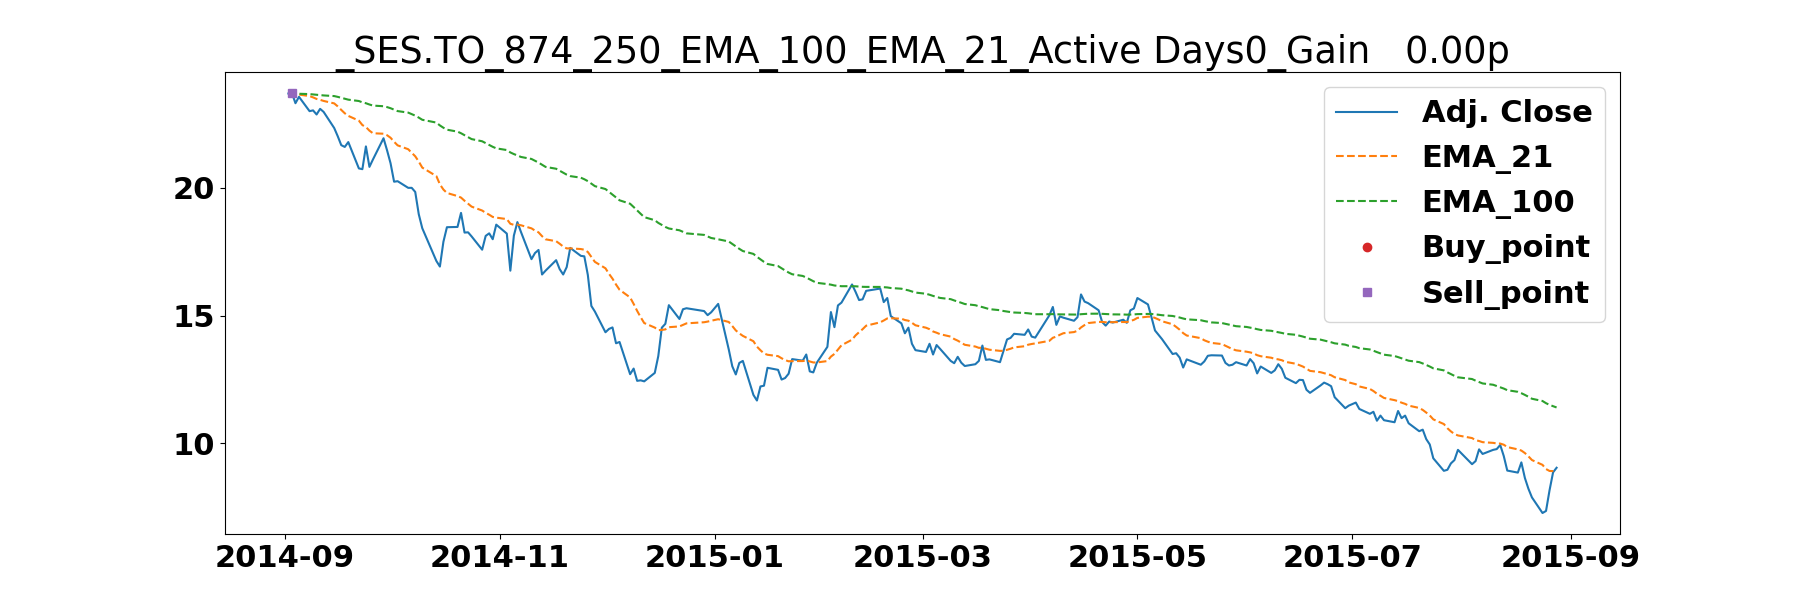 _SES.TO_874_250_EMA_100_EMA_21_Active Days0_Gain   0.00p
Adj. Close
EMA_21
EMA_100
Buy_point
Sell_point
20
15
10
2014-09
2014-11
2015-01
2015-03
2015-05
2015-07
2015-09